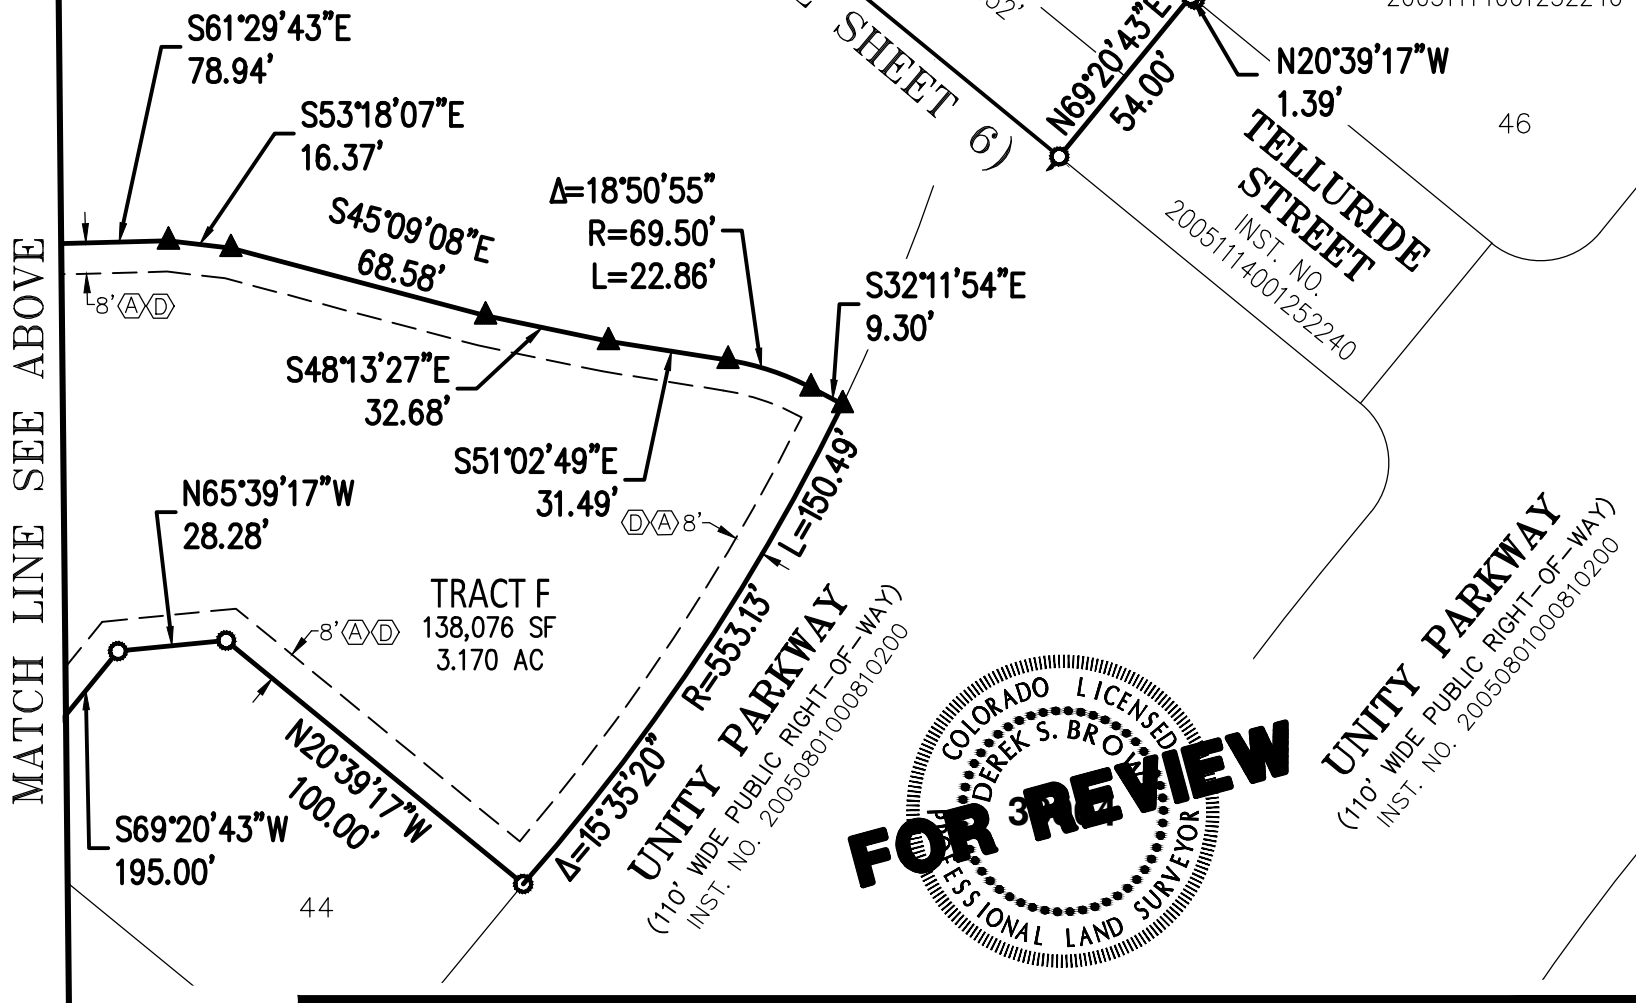 S61°29'43"E
78.94'
S53°18'07"E
16.37'
S45°09'08"E
68.58'
Δ=18°50'55"
R=69.50'
L=22.86'
S32°11'54"E
9.30'
SHEET 6)
N69°20'43"E
54.00'
N20°39'17"W
1.39'
46
TELLURIDE
STREET
INST. NO.
20051114001252240
MATCH LINE SEE ABOVE
8' A D
S48°13'27"E
32.68'
S51°02'49"E
31.49'
D A 8'
N65°39'17"W
28.28'
TRACT F
138,076 SF
3.170 AC
8' A D
N20°39'17"W
100.00'
S69°20'43"W
195.00'
44
Δ=15°35'20" R=553.13' L=150.49'
UNITY PARKWAY
(110' WIDE PUBLIC RIGHT-OF-WAY)
INST. NO. 2005080100081020​0
COLORADO LICENSED
DEREK S. BROWN
PROFESSIONAL LAND SURVEYOR
FOR REVIEW
UNITY PARKWAY
(110' WIDE PUBLIC RIGHT-OF-WAY)
INST. NO. 20050801000810200